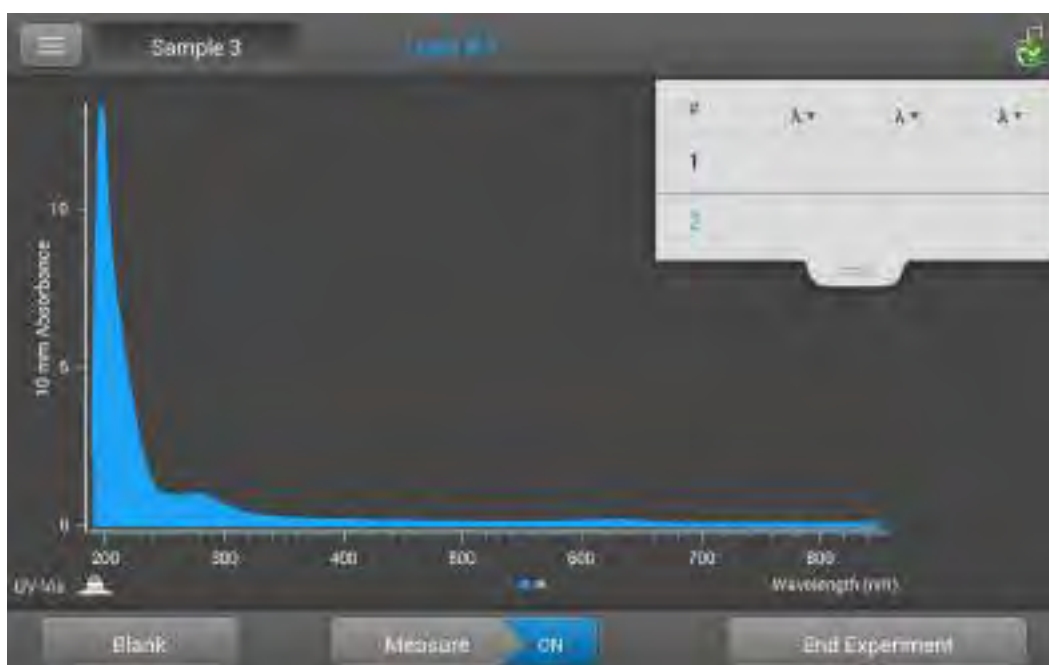 Sample 3
# λ λ λ
1
2
10 mm Absorbance
10
5
0
200 300 400 500 600 700 800
UV-Vis
Wavelength (nm)
Blank
Measure ON
End Experiment